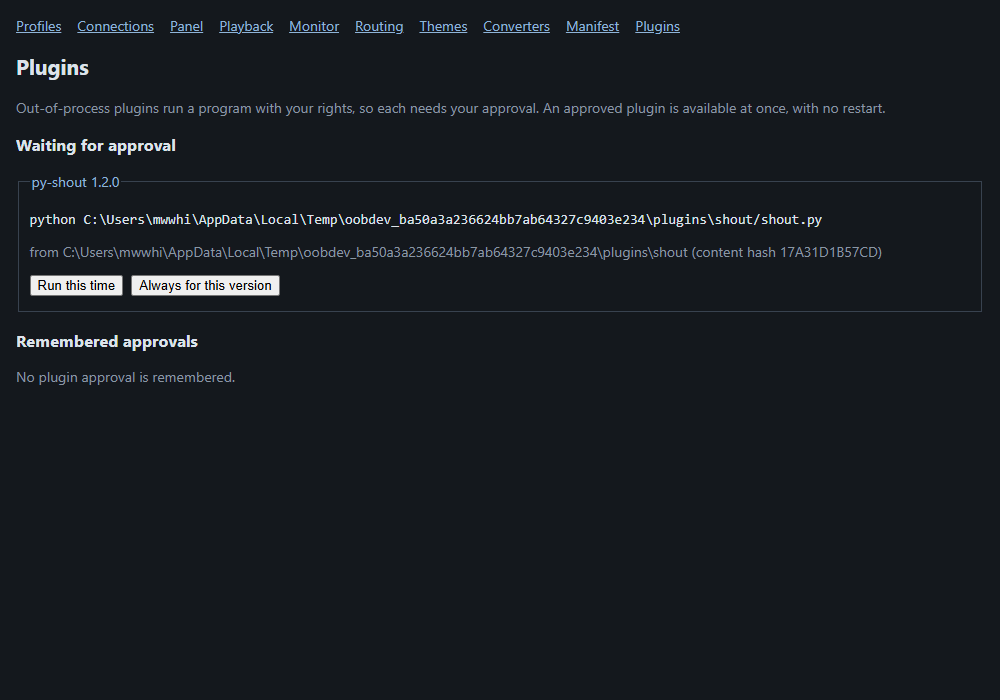 Profiles Connections Panel Playback Monitor Routing Themes Converters Manifest Plugins
Plugins
Out-of-process plugins run a program with your rights, so each needs your approval. An approved plugin is available at once, with no restart.
Waiting for approval
py-shout 1.2.0
python C:\Users\mwwhi\AppData\Local\Temp\oobdev_ba50a3a236624bb7ab64327c9403e234\plugins\shout/shout.py
from C:\Users\mwwhi\AppData\Local\Temp\oobdev_ba50a3a236624bb7ab64327c9403e234\plugins\shout (content hash 17A31D1B57CD)
Run this time Always for this version
Remembered approvals
No plugin approval is remembered.